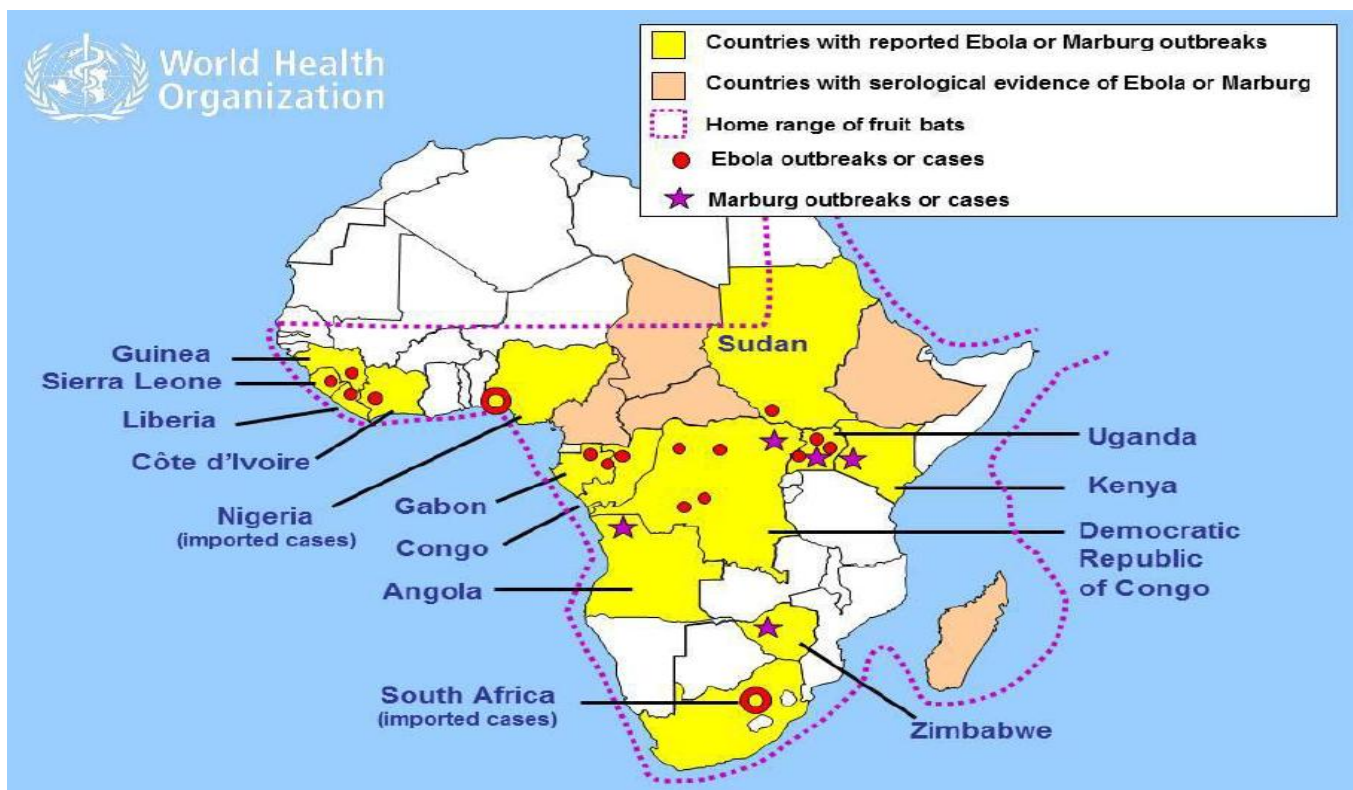 World Health
Organization
Countries with reported Ebola or Marburg outbreaks
Countries with serological evidence of Ebola or Marburg
Home range of fruit bats
Ebola outbreaks or cases
Marburg outbreaks or cases
Sudan
Guinea
Sierra Leone
Liberia
Côte d'Ivoire
Nigeria
(imported cases)
Gabon
Congo
Angola
South Africa
(imported cases)
Uganda
Kenya
Democratic
Republic
of Congo
Zimbabwe